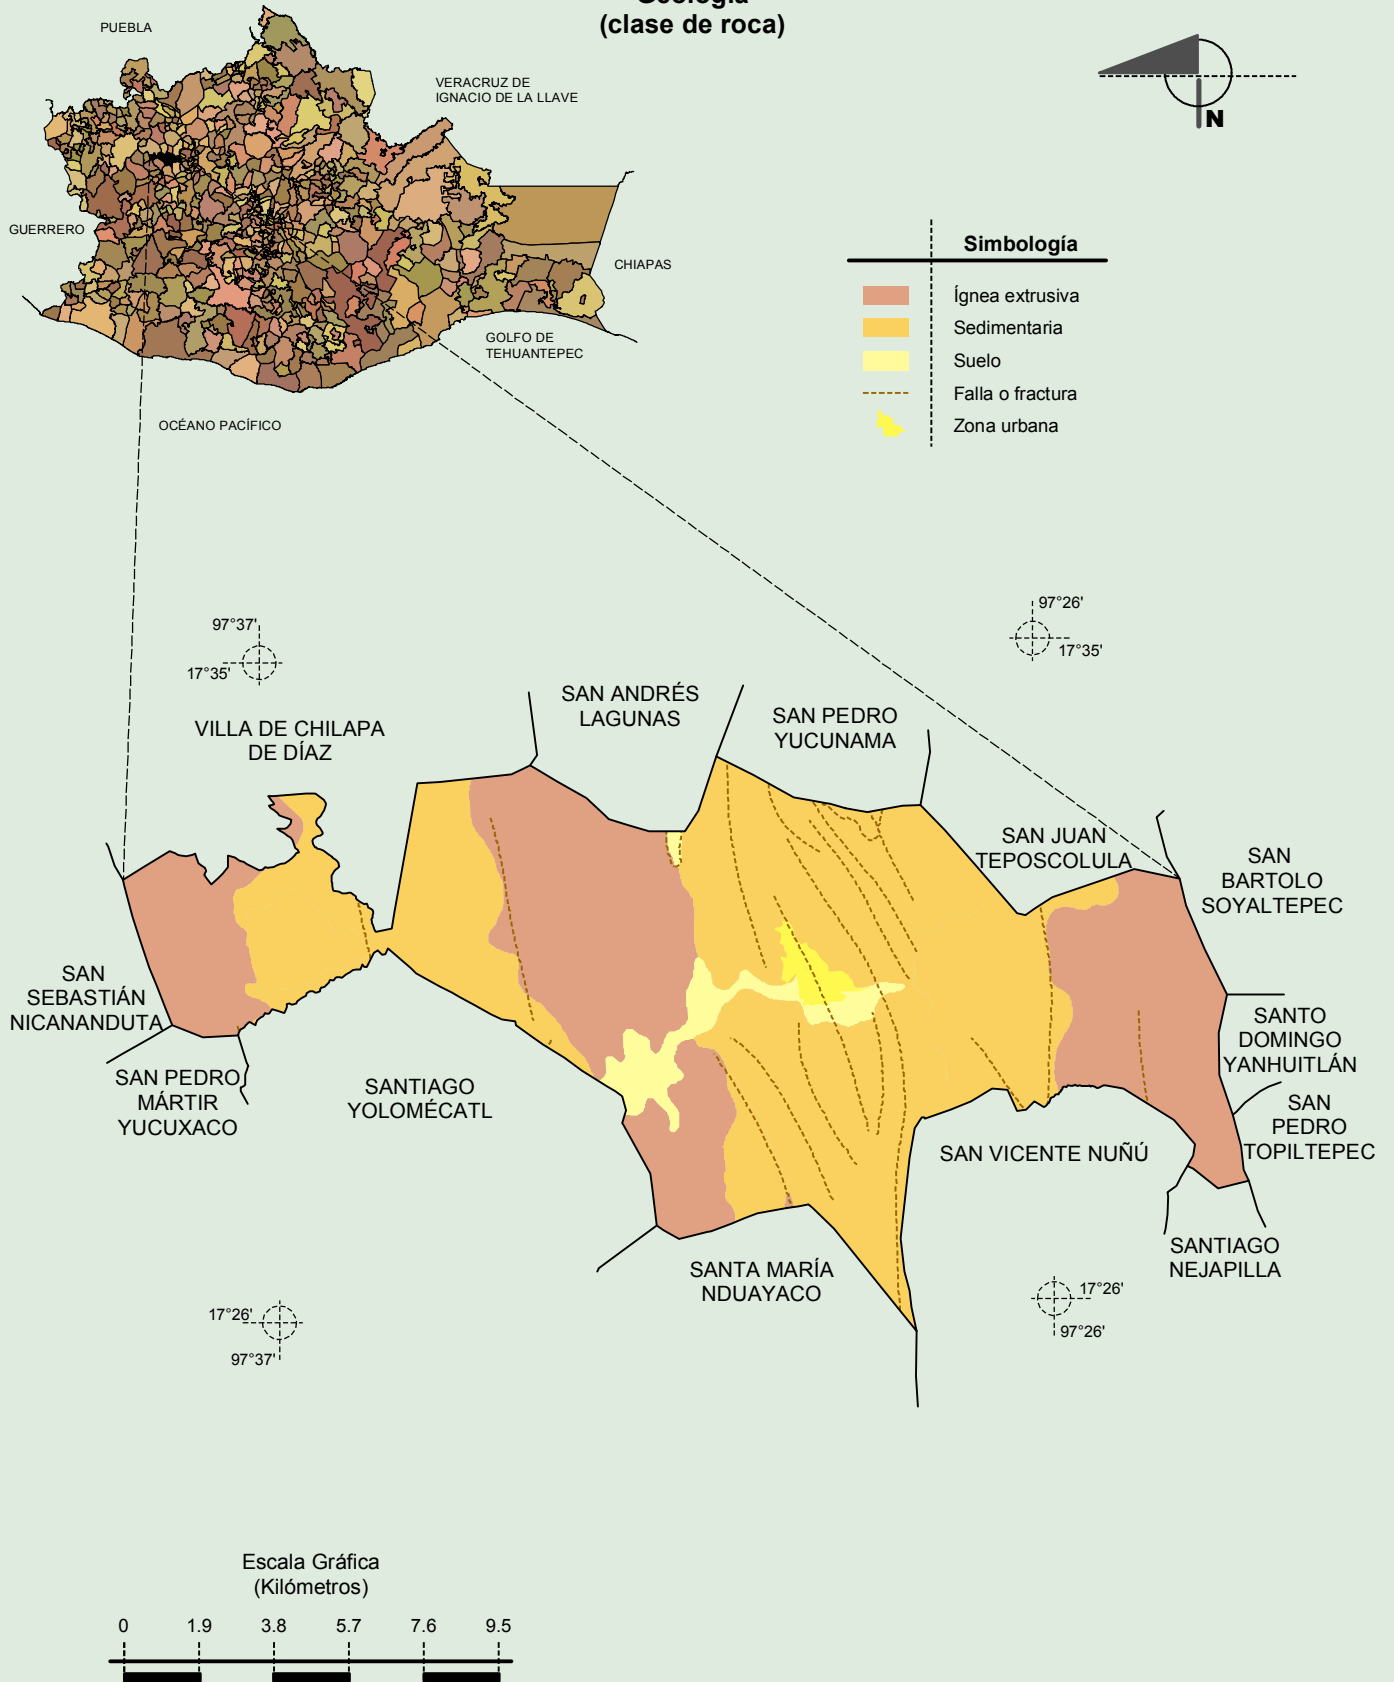 Geología
(clase de roca)
PUEBLA
VERACRUZ DE
IGNACIO DE LA LLAVE
GUERRERO
CHIAPAS
GOLFO DE
TEHUANTEPEC
OCÉANO PACÍFICO
N
Simbología
Ígnea extrusiva
Sedimentaria
Suelo
Falla o fractura
Zona urbana
97°37'
17°35'
97°26'
17°35'
VILLA DE CHILAPA
DE DÍAZ
SAN ANDRÉS
LAGUNAS
SAN PEDRO
YUCUNAMA
SAN JUAN
TEPOSCOLULA
SAN
BARTOLO
SOYALTEPEC
SAN
SEBASTIÁN
NICANANDUTA
SANTO
DOMINGO
YANHUITLÁN
SAN PEDRO
MÁRTIR
YUCUXACO
SANTIAGO
YOLOMÉCATL
SAN VICENTE NUÑÚ
SAN
PEDRO
TOPILTEPEC
SANTA MARÍA
NDUAYACO
SANTIAGO
NEJAPILLA
17°26'
97°37'
17°26'
97°26'
Escala Gráfica
(Kilómetros)
0 1.9 3.8 5.7 7.6 9.5